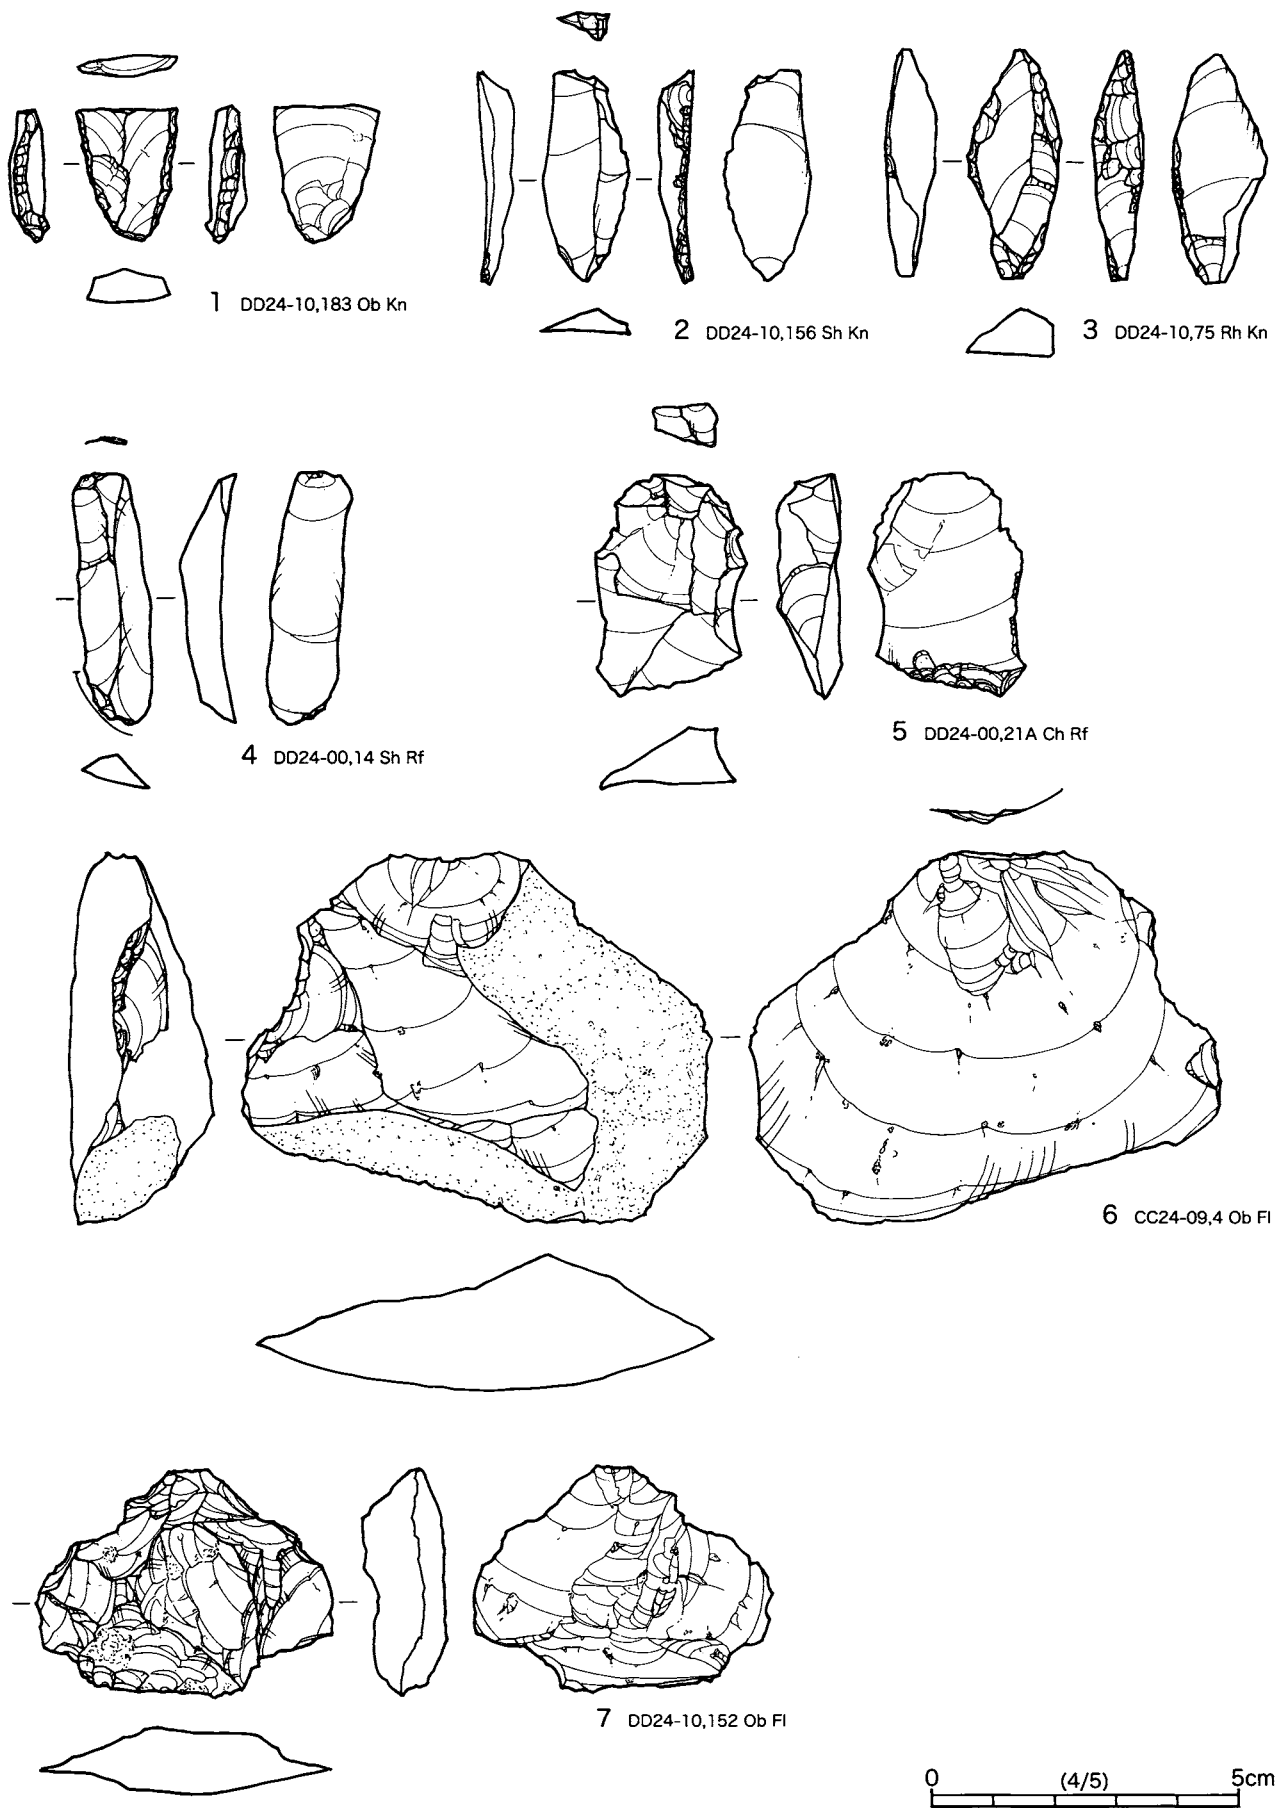 1 DD24-10,183 Ob Kn
2 DD24-10,156 Sh Kn
3 DD24-10,75 Rh Kn
4 DD24-00,14 Sh Rf
5 DD24-00,21A Ch Rf
6 CC24-09,4 Ob Fl
7 DD24-10,152 Ob Fl
0 (4/5) 5cm